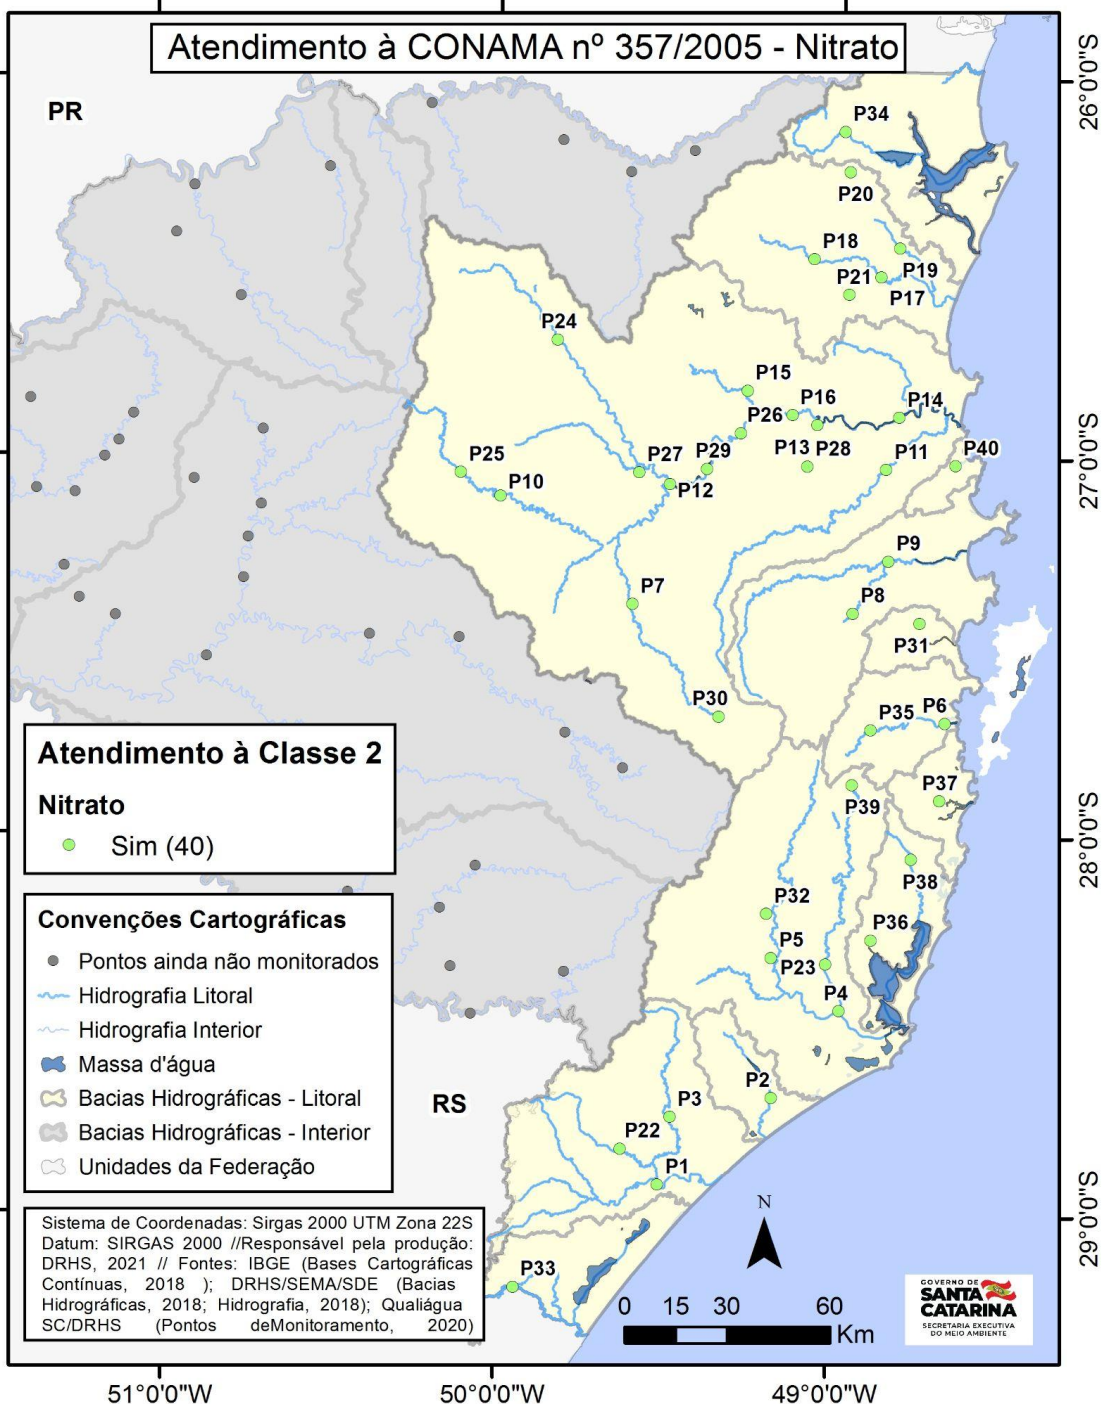 Atendimento à CONAMA nº 357/2005 - Nitrato
PR
26°0'0"S
P34
P20
P18
P19
P21
P17
P24
P15
P16
P14
P26
27°0'0"S
P25
P27
P29
P13
P28
P11
P40
P10
P12
P9
P7
P8
P31
P30
P35
P6
Atendimento à Classe 2
Nitrato
Sim (40)
P37
P39
28°0'0"S
P38
P32
P36
P5
P23
P4
Convenções Cartográficas
Pontos ainda não monitorados
Hidrografia Litoral
Hidrografia Interior
Massa d'água
Bacias Hidrográficas - Litoral
Bacias Hidrográficas - Interior
Unidades da Federação
RS
P2
P3
P22
P1
29°0'0"S
P33
Sistema de Coordenadas: Sirgas 2000 UTM Zona 22S
Datum: SIRGAS 2000 //Responsável pela produção:
DRHS, 2021 // Fontes: IBGE (Bases Cartográficas
Contínuas, 2018 ); DRHS/SEMA/SDE (Bacias
Hidrográficas, 2018; Hidrografia, 2018); Qualiágua
SC/DRHS (Pontos deMonitoramento, 2020)
N
0 15 30 60
Km
GOVERNO DE
SANTA
CATARINA
SECRETARIA EXECUTIVA
DO MEIO AMBIENTE
51°0'0"W 50°0'0"W 49°0'0"W